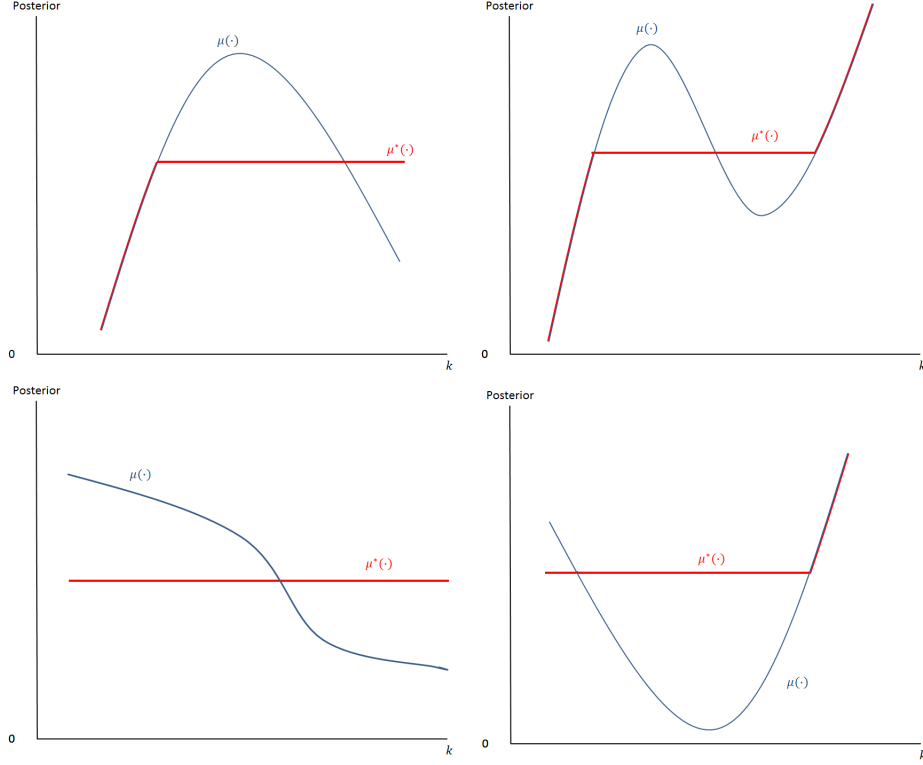 Posterior
μ(·)
μ*(·)
0
k
Posterior
μ(·)
μ*(·)
0
k
Posterior
μ(·)
μ*(·)
0
k
Posterior
μ*(·)
μ(·)
0
k